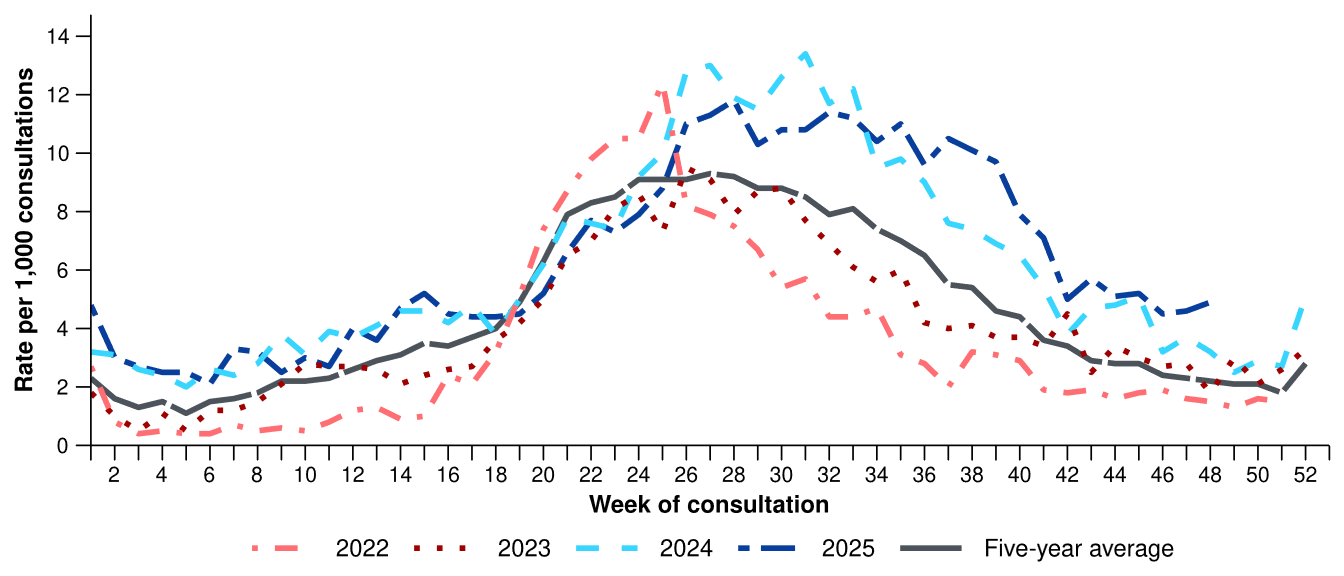 Rate per 1,000 consultations
14
12
10
8
6
4
2
0
2 4 6 8 10 12 14 16 18 20 22 24 26 28 30 32 34 36 38 40 42 44 46 48 50 52
Week of consultation
2022 2023 2024 2025 Five-year average